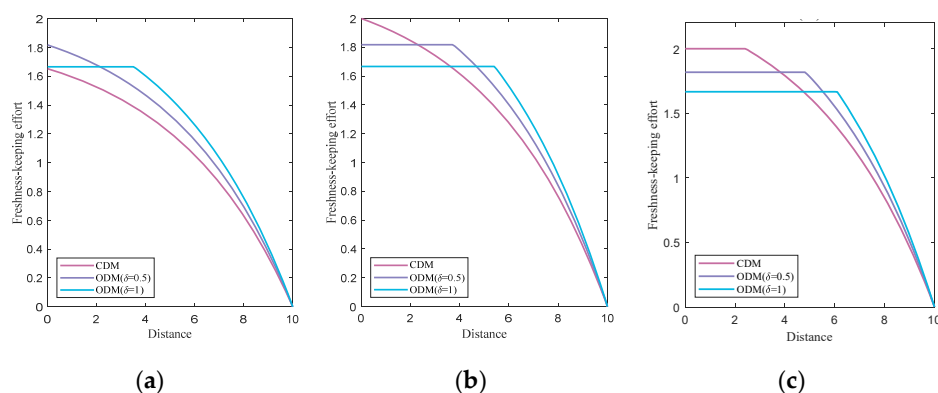 2
1.8
1.6
1.4
1.2
1
0.8
0.6
0.4
0.2
0
Freshness-keeping effort
CDM
ODM(δ=0.5)
ODM(δ=1)
0 2 4 6 8 10
Distance
(a)
2
1.8
1.6
1.4
1.2
1
0.8
0.6
0.4
0.2
0
Freshness-keeping effort
CDM
ODM(δ=0.5)
ODM(δ=1)
0 2 4 6 8 10
Distance
(b)
2
1.5
1
0.5
0
Freshness-keeping effort
CDM
ODM(δ=0.5)
ODM(δ=1)
0 2 4 6 8 10
Distance
(c)